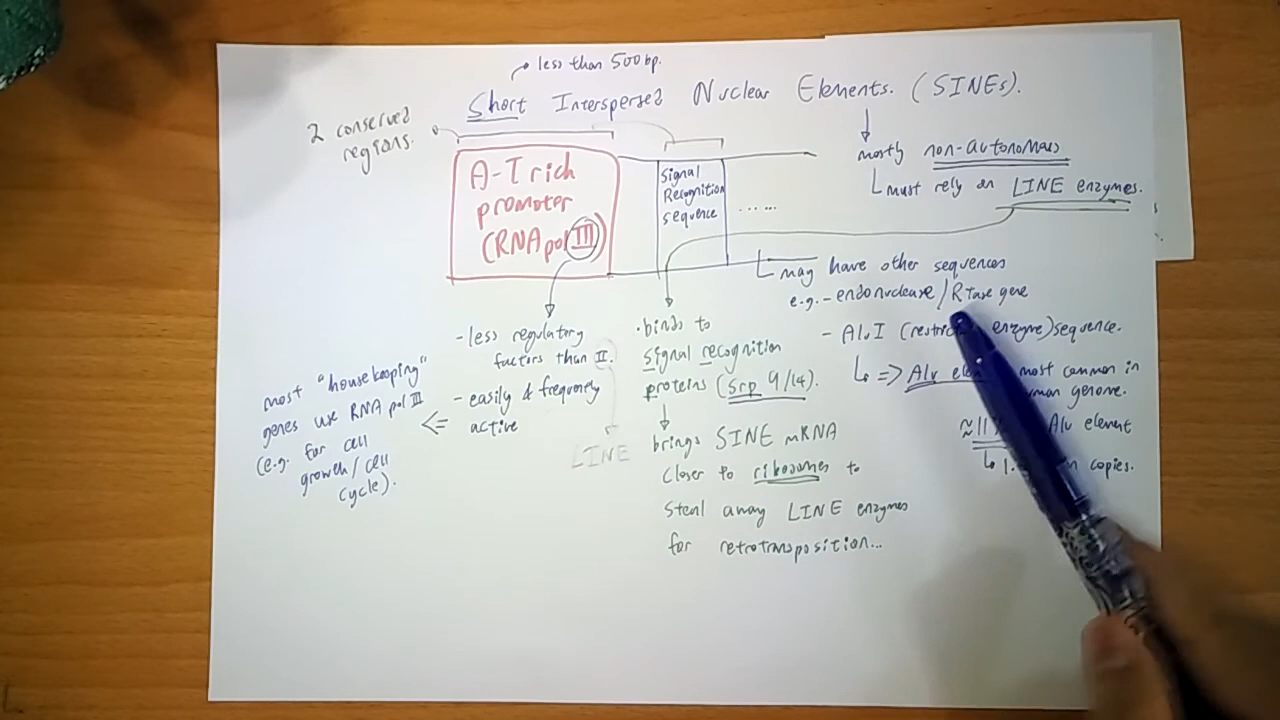 less than 500bp.
Short Interspersed Nuclear Elements. (SINEs).
2 conserved
regions.
A-T rich
promoter
(RNA pol III)
Signal
Recognition
sequence
......
mostly non-autonomous
must rely on LINE enzymes.
may have other sequences
e.g. - endonuclease / RTase gene
- AluI (restric enzyme) sequence.
=> Alu most common in
genome.
≈ 11 Alu element
copies.
- less regulatory
factors than II.
- easily & frequently
active
LINE
most "housekeeping"
genes use RNA pol III
(e.g. for cell
growth / cell
cycle).
<=
· binds to
signal recognition
proteins (Srp 9/14).
brings SINE mRNA
closer to ribosomes to
steal away LINE enzymes
for retrotransposition...